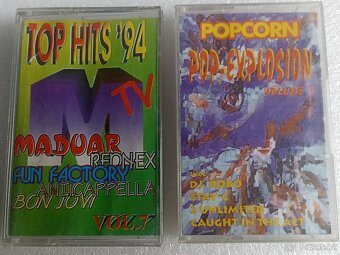 TOP HITS '94
M
TV
MADUAR
REDNEX
FUN FACTORY
ANTICAPPELLA
BON JOVI
VOL.7
POPCORN
POP-EXPLOSION
VOLUME
DJ BOBO
2 UNLIMITED
CAUGHT IN THE ACT